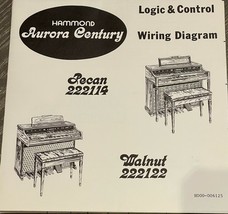 HAMMOND
Aurora Century
Logic & Control
Wiring Diagram
Pecan
222114
Walnut
222122